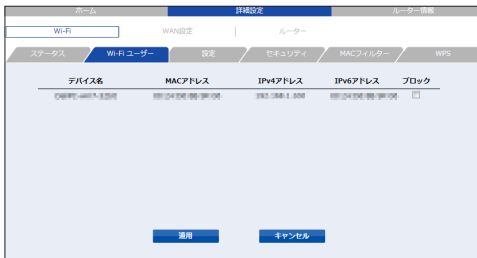 ホーム 詳細設定 ルーター情報
Wi-Fi WAN設定 ルーター
ステータス Wi-Fi ユーザー 設定 セキュリティ MACフィルター WPS
デバイス名 MACアドレス IPv4アドレス IPv6アドレス ブロック
適用 キャンセル